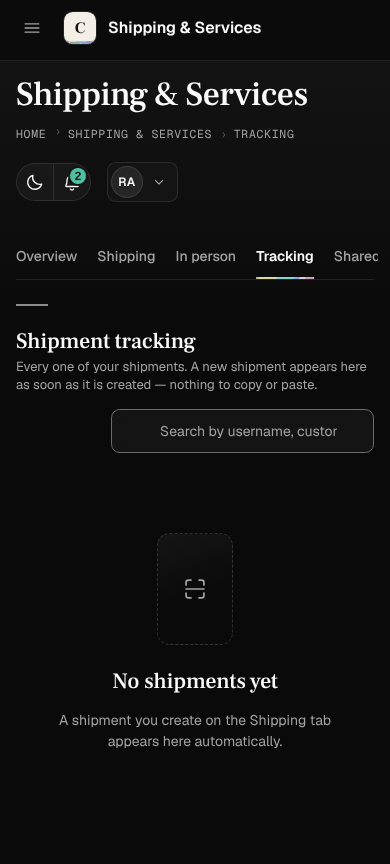 C Shipping & Services
Shipping & Services
HOME › SHIPPING & SERVICES › TRACKING
2
RA
Overview Shipping In person Tracking Shared
Shipment tracking
Every one of your shipments. A new shipment appears here
as soon as it is created — nothing to copy or paste.
Search by username, custor
No shipments yet
A shipment you create on the Shipping tab
appears here automatically.